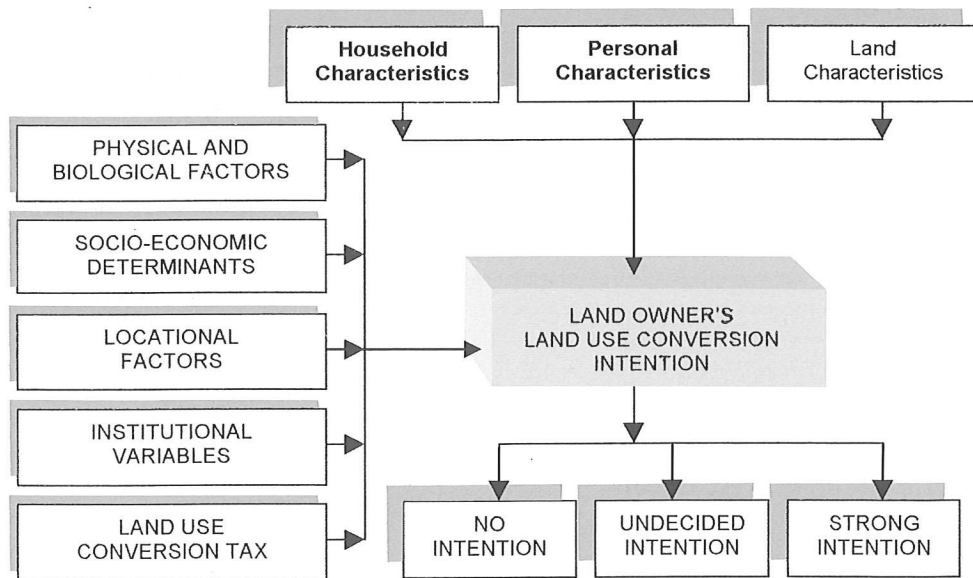 Household
Characteristics
Personal
Characteristics
Land
Characteristics
PHYSICAL AND
BIOLOGICAL FACTORS
SOCIO-ECONOMIC
DETERMINANTS
LOCATIONAL
FACTORS
INSTITUTIONAL
VARIABLES
LAND USE
CONVERSION TAX
LAND OWNER'S
LAND USE CONVERSION
INTENTION
NO
INTENTION
UNDECIDED
INTENTION
STRONG
INTENTION